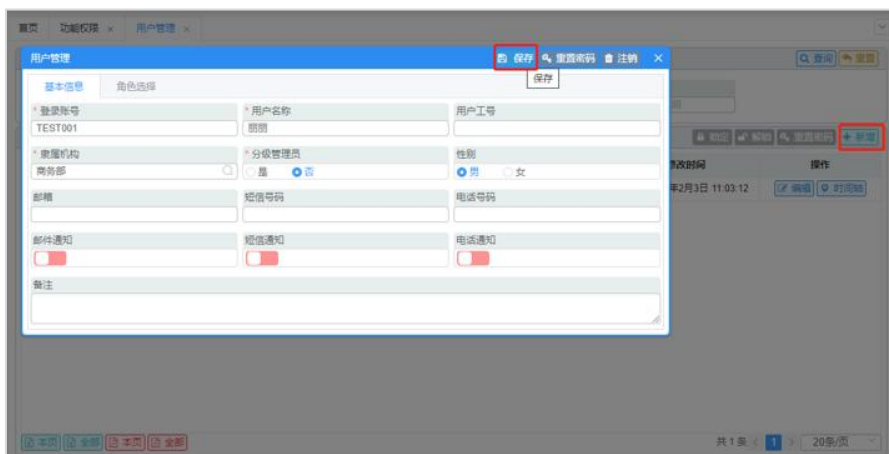 首页 功能权限 × 用户管理 ×
用户管理 保存 重置密码 注销 ×
查询 重置
保存
基本信息 角色选择
* 登录账号 * 用户名称 用户工号
TEST001 丽丽
锁定 解锁 重置密码 + 新增
* 隶属机构 * 分级管理员 性别
商务部 是 否 男 女
修改时间 操作
邮箱 短信号码 电话号码
年2月3日 11:03:12 编辑 时间轴
邮件通知 短信通知 电话通知
备注
本页 全部 本页 全部 共 1 条 < 1 > 20条/页